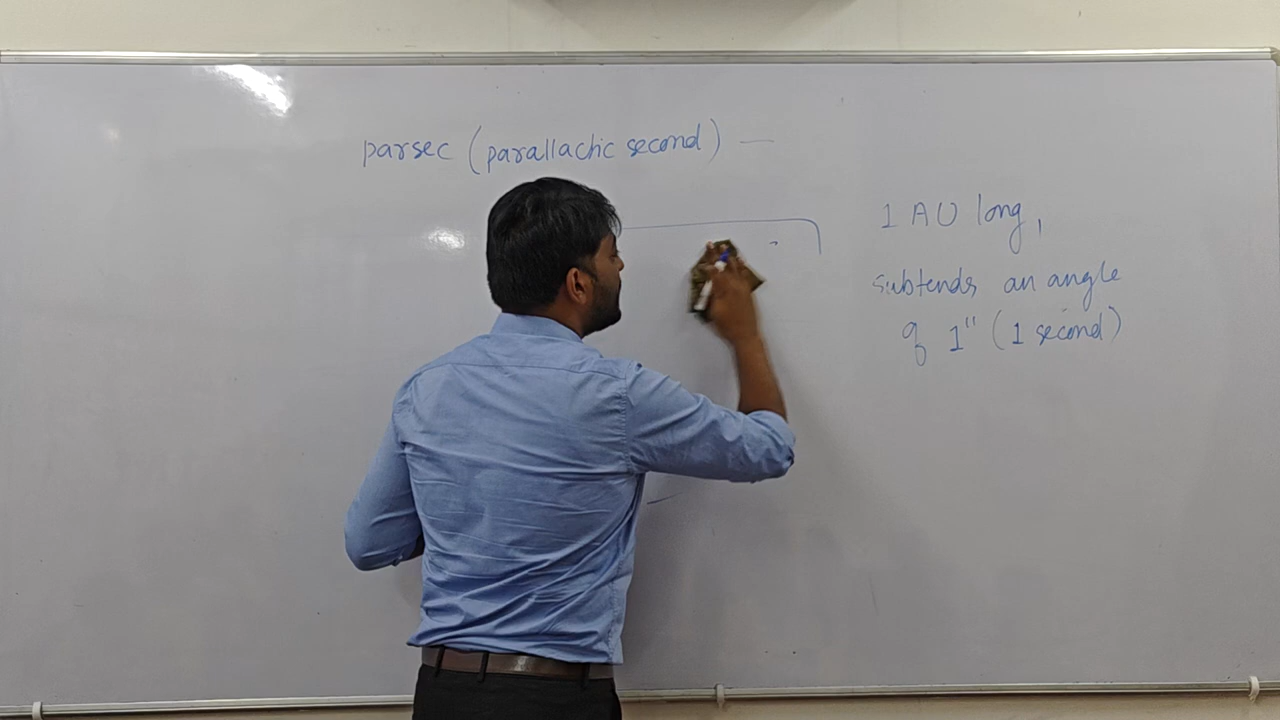 parsec (parallactic second) —
1 AU long,
subtends an angle
of 1" (1 second)